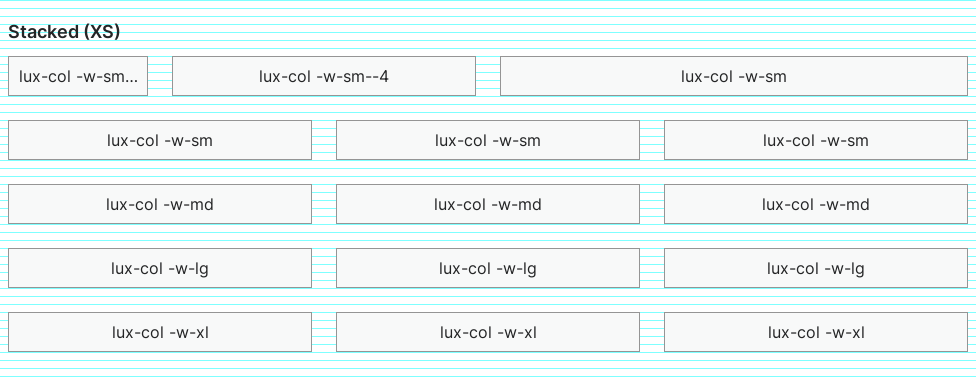 Stacked (XS)
lux-col -w-sm... lux-col -w-sm--4 lux-col -w-sm
lux-col -w-sm lux-col -w-sm lux-col -w-sm
lux-col -w-md lux-col -w-md lux-col -w-md
lux-col -w-lg lux-col -w-lg lux-col -w-lg
lux-col -w-xl lux-col -w-xl lux-col -w-xl